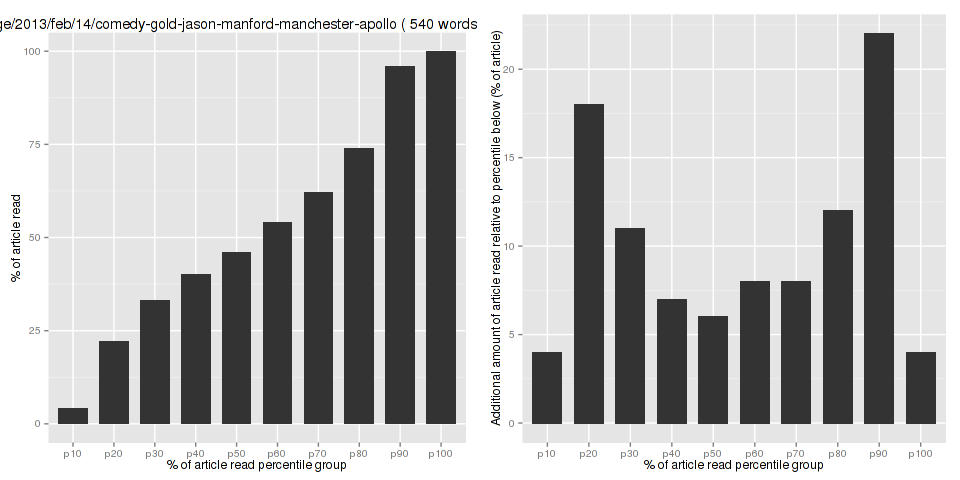 ge/2013/feb/14/comedy-gold-jason-manford-manchester-apollo ( 540 words
% of article read
100
75
50
25
0
p10 p20 p30 p40 p50 p60 p70 p80 p90 p100
% of article read percentile group
Additional amount of article read relative to percentile below (% of article)
20
15
10
5
0
p10 p20 p30 p40 p50 p60 p70 p80 p90 p100
% of article read percentile group